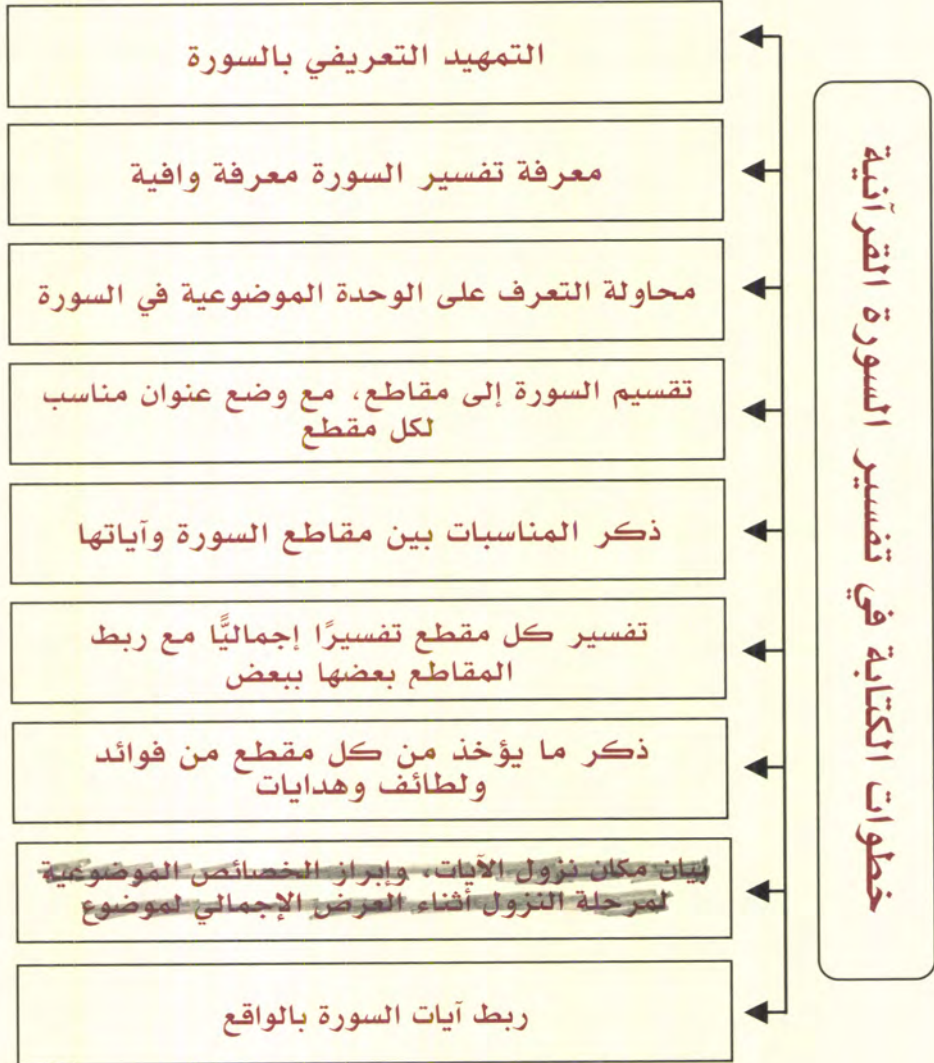 خطوات الكتابة في تفسير السورة القرآنية
التمهيد التعريفي بالسورة
معرفة تفسير السورة معرفة وافية
محاولة التعرف على الوحدة الموضوعية في السورة
تقسيم السورة إلى مقاطع، مع وضع عنوان مناسب
لكل مقطع
ذكر المناسبات بين مقاطع السورة وآياتها
تفسير كل مقطع تفسيرًا إجماليًّا مع ربط
المقاطع بعضها ببعض
ذكر ما يؤخذ من كل مقطع من فوائد
ولطائف وهدايات
بيان مكان نزول الآيات، وإبراز الخصائص الموضوعية
لمرحلة النزول أثناء العرض الإجمالي لموضوع
ربط آيات السورة بالواقع